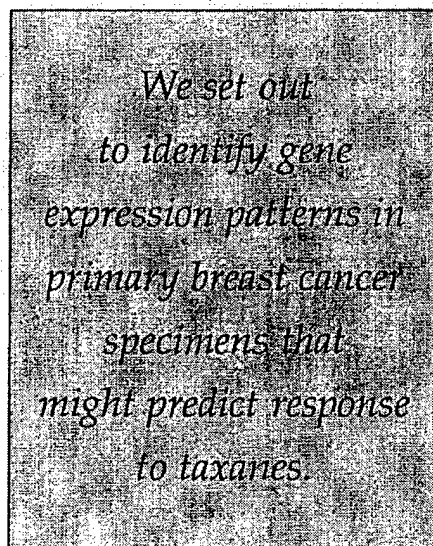 We set out
to identify gene
expression patterns in
primary breast cancer
specimens that
might predict response
to taxanes.